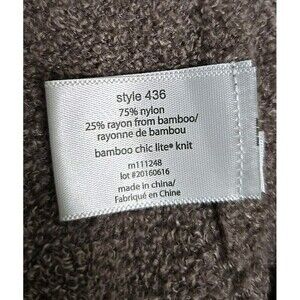 style 436
75% nylon
25% rayon from bamboo/
rayonne de bambou
bamboo chic lite® knit
m111248
lot #20160616
made in china/
Fabriqué en Chine